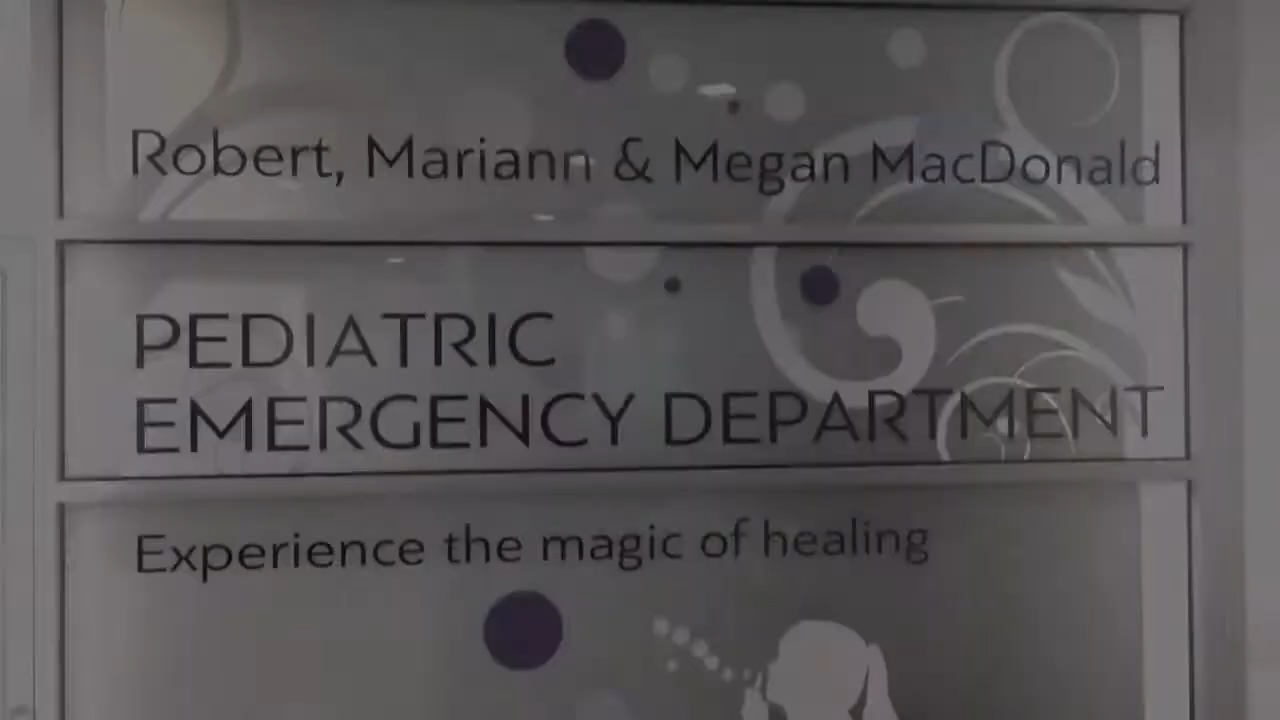 Robert, Mariann & Megan MacDonald
PEDIATRIC
EMERGENCY DEPARTMENT
Experience the magic of healing